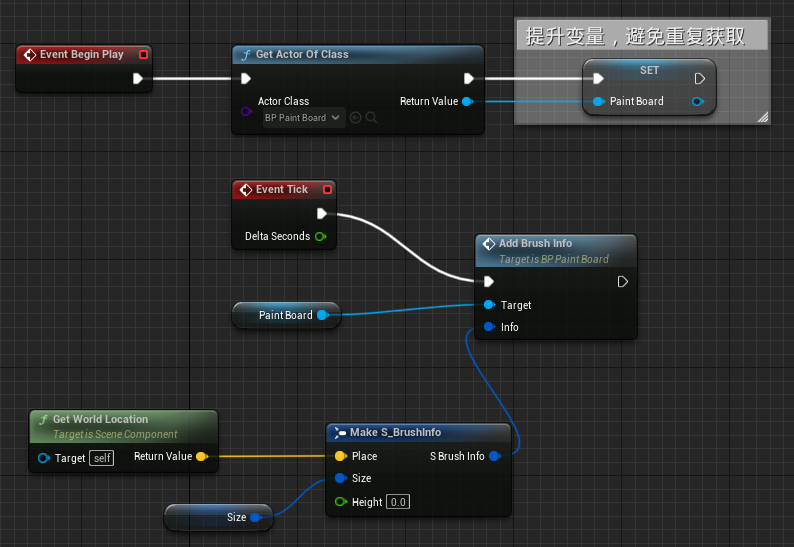 提升变量，避免重复获取
Event Begin Play
f Get Actor Of Class
SET
Actor Class
BP Paint Board
Return Value
Paint Board
Event Tick
Delta Seconds
Add Brush Info
Target is BP Paint Board
Paint Board
Target
Info
f Get World Location
Target is Scene Component
Target self
Return Value
Make S_BrushInfo
Place
S Brush Info
Size
Height 0.0
Size